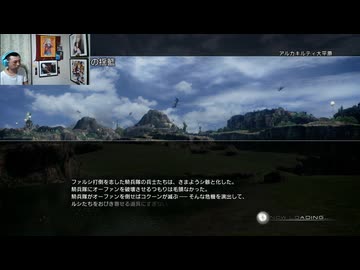 アルカキルティ大平原
の捨駒
ファルシ打倒を志した騎兵隊の兵士たちは、さまようシ骸と化した。
騎兵隊にオーファンを破壊させるつもりは毛頭なかった。
騎兵隊がオーファンを倒せばコクーンが滅ぶ――そんな危機を演出して、
ルシたちをおびき寄せる道具にすぎない
NOW LOADING